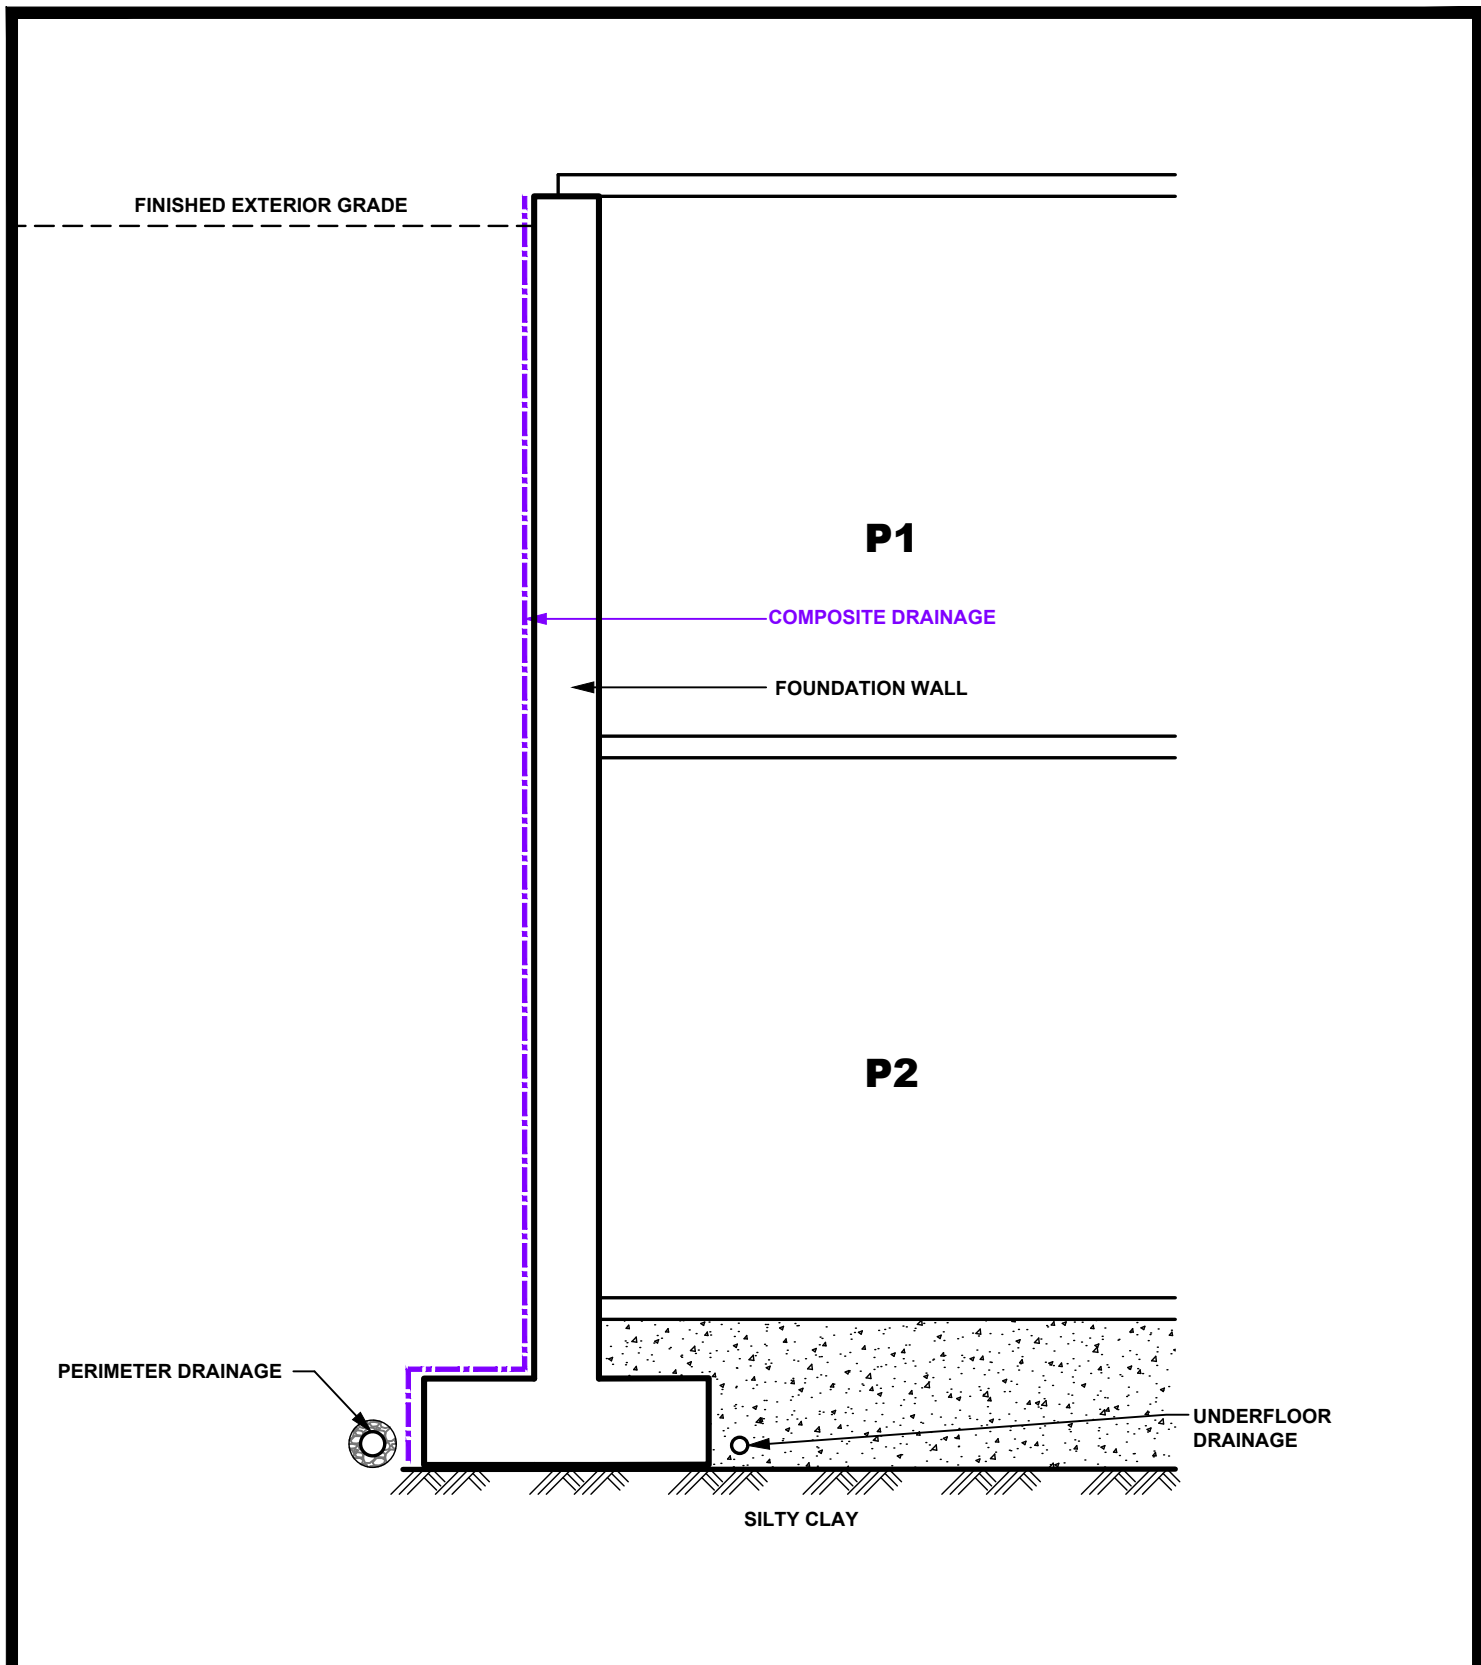 FINISHED EXTERIOR GRADE
P1
COMPOSITE DRAINAGE
FOUNDATION WALL
P2
PERIMETER DRAINAGE
UNDERFLOOR
DRAINAGE
SILTY CLAY